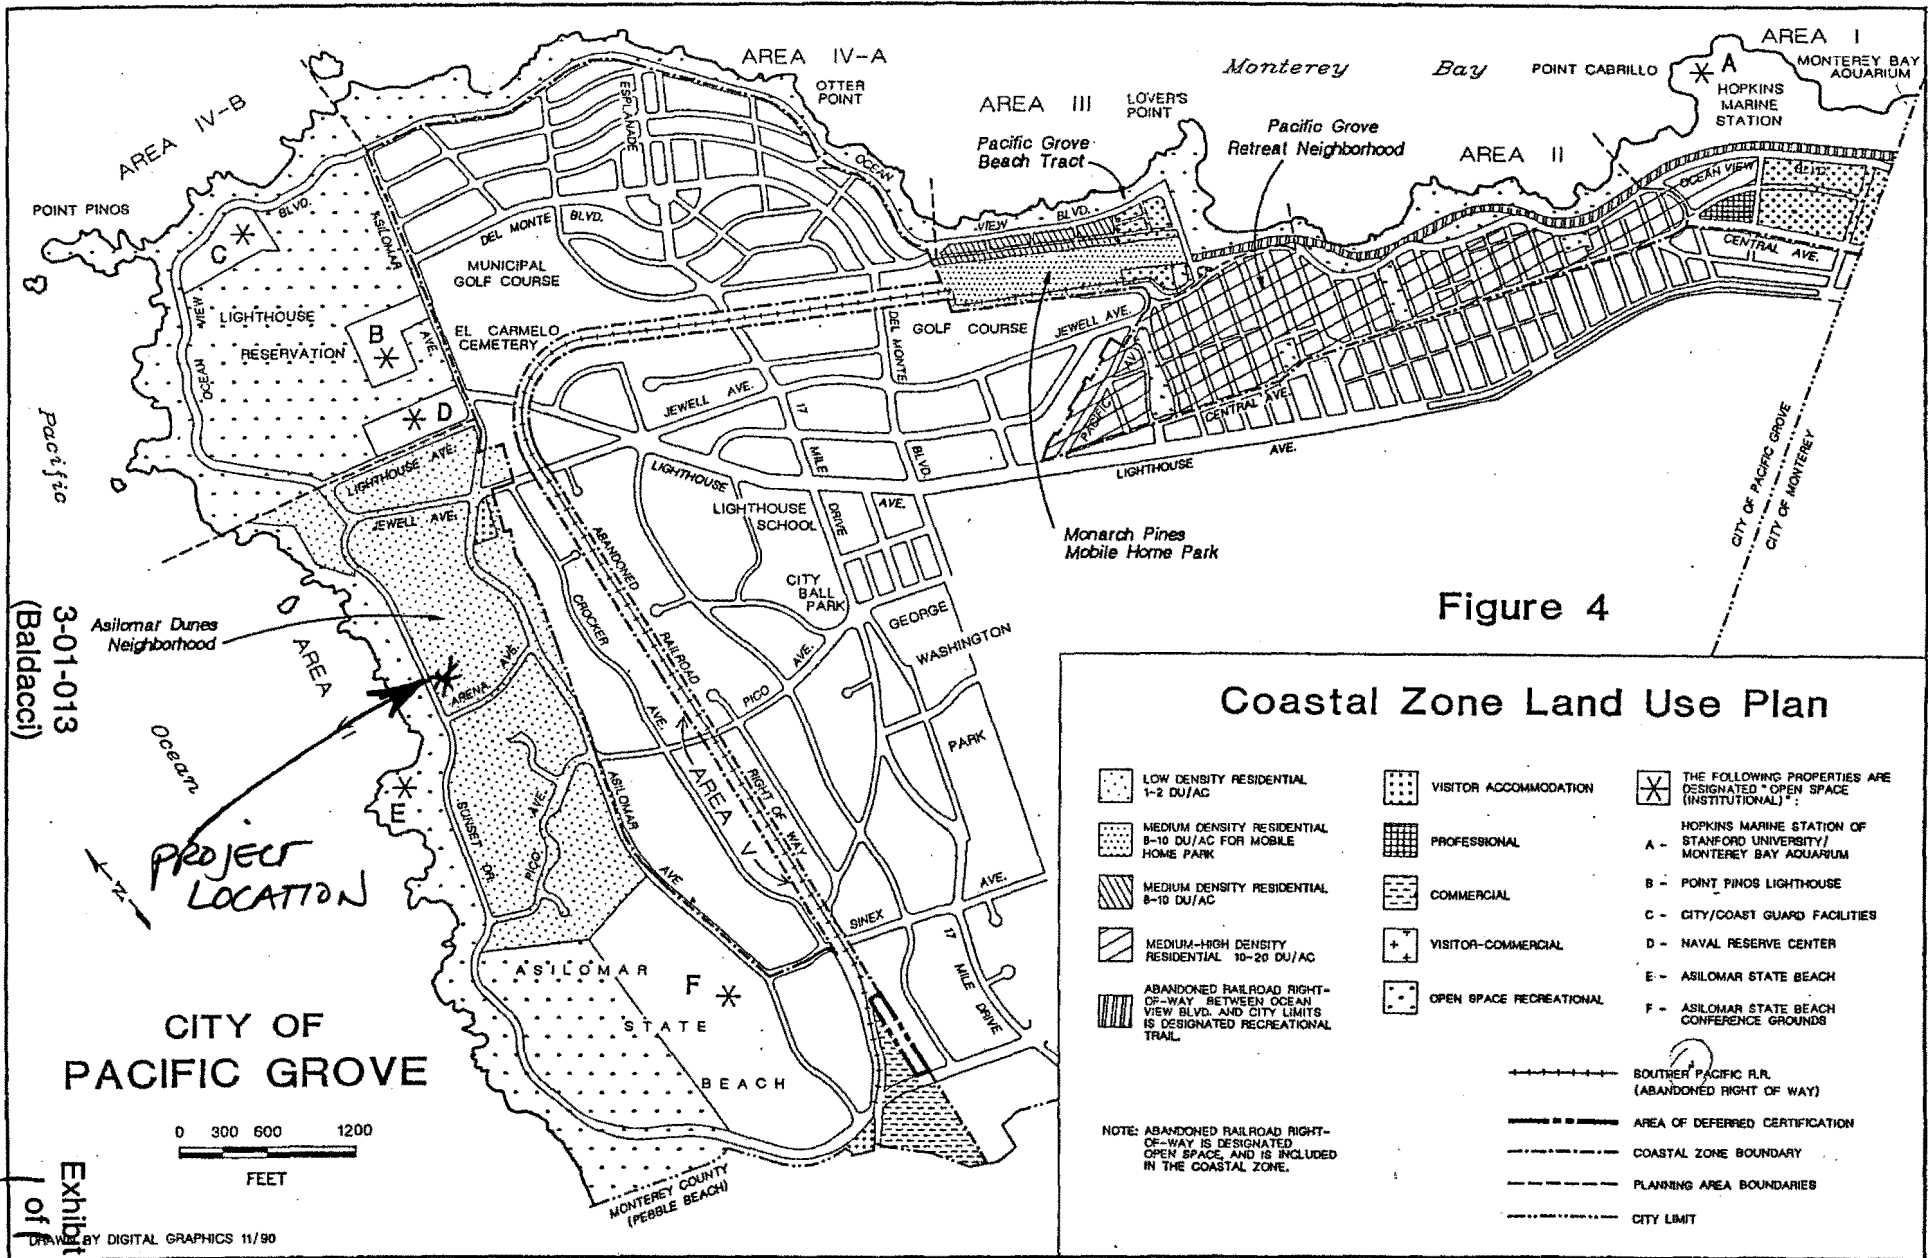 AREA IV-A
OTTER
POINT
Monterey Bay
POINT CABRILLO
AREA I
A
MONTEREY BAY
AQUARIUM
HOPKINS
MARINE
STATION
AREA III
LOVER'S
POINT
Pacific Grove
Beach Tract
Pacific Grove
Retreat Neighborhood
AREA II
AREA IV-B
POINT PINOS
C
BLVD.
ASILOMAR
AVE.
ESPLANADE
OCEAN
VIEW
BLVD.
OCEAN VIEW
CENTRAL AVE.
DEL MONTE BLVD.
MUNICIPAL
GOLF COURSE
LIGHTHOUSE
RESERVATION
B
D
OCEAN
VIEW
EL CARMELO
CEMETERY
DEL MONTE
BLVD.
GOLF COURSE
JEWELL AVE.
JEWELL AVE.
PACIFIC AV.
CENTRAL AVE.
LIGHTHOUSE AVE.
17
MILE
DRIVE
LIGHTHOUSE
AVE.
LIGHTHOUSE
SCHOOL
Monarch Pines
Mobile Home Park
CITY OF PACIFIC GROVE
CITY OF MONTEREY
Pacific
Ocean
LIGHTHOUSE AVE.
JEWELL AVE.
Asilomar Dunes
Neighborhood
AREA
ARENA AVE.
CROCKER
AVE.
ABANDONED
RAILROAD
RIGHT OF WAY
CITY
BALL
PARK
GEORGE
WASHINGTON
PARK
PICO
AVE.
AREA V
E
SUNSET DR.
PICO AVE.
ASILOMAR
AVE
SINEX
AVE.
17
MILE DRIVE
F
ASILOMAR
STATE
BEACH
PROJECT
LOCATION
N
3-01-013
(Baldacci)
CITY OF
PACIFIC GROVE
0 300 600 1200
FEET
MONTEREY COUNTY
(PEBBLE BEACH)
DRAWN BY DIGITAL GRAPHICS 11/90
Exhibit
1 of 1
Figure 4
Coastal Zone Land Use Plan
LOW DENSITY RESIDENTIAL
1-2 DU/AC
MEDIUM DENSITY RESIDENTIAL
8-10 DU/AC FOR MOBILE
HOME PARK
MEDIUM DENSITY RESIDENTIAL
8-10 DU/AC
MEDIUM-HIGH DENSITY
RESIDENTIAL 10-20 DU/AC
ABANDONED RAILROAD RIGHT-
OF-WAY BETWEEN OCEAN
VIEW BLVD. AND CITY LIMITS
IS DESIGNATED RECREATIONAL
TRAIL.
VISITOR ACCOMMODATION
PROFESSIONAL
COMMERCIAL
VISITOR-COMMERCIAL
OPEN SPACE RECREATIONAL
THE FOLLOWING PROPERTIES ARE
DESIGNATED "OPEN SPACE
(INSTITUTIONAL)":
A - HOPKINS MARINE STATION OF
STANFORD UNIVERSITY/
MONTEREY BAY AQUARIUM
B - POINT PINOS LIGHTHOUSE
C - CITY/COAST GUARD FACILITIES
D - NAVAL RESERVE CENTER
E - ASILOMAR STATE BEACH
F - ASILOMAR STATE BEACH
CONFERENCE GROUNDS
NOTE: ABANDONED RAILROAD RIGHT-
OF-WAY IS DESIGNATED
OPEN SPACE, AND IS INCLUDED
IN THE COASTAL ZONE.
PACIFIC R.R.
(ABANDONED RIGHT OF WAY)
AREA OF DEFERRED CERTIFICATION
COASTAL ZONE BOUNDARY
PLANNING AREA BOUNDARIES
CITY LIMIT